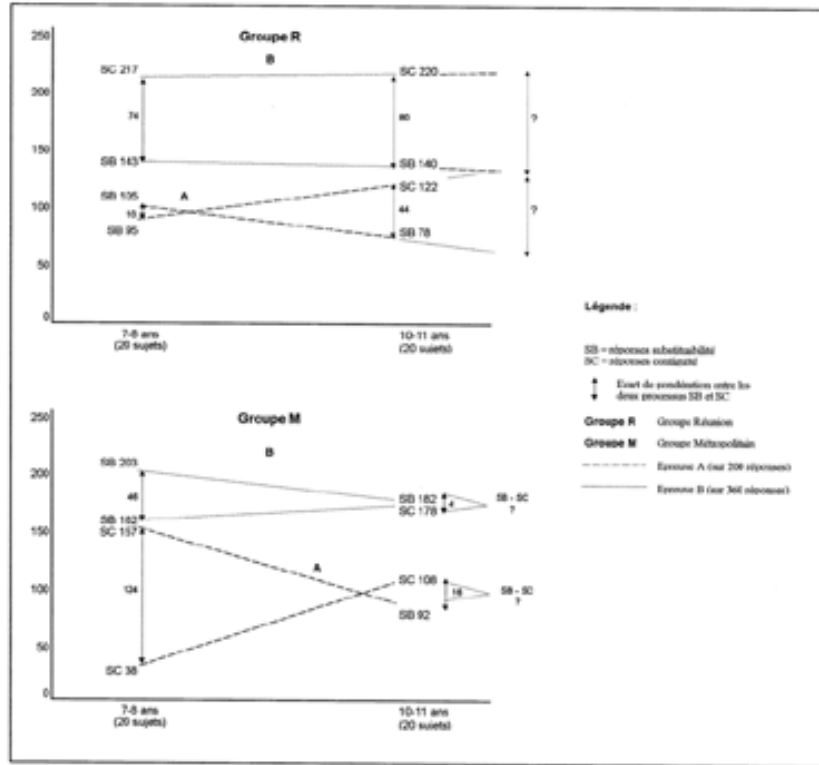 Groupe R
B
250
SC 217
SC 220
200
74
80
?
150
SB 143
SB 140
SC 122
SB 105
A
100
10
44
?
SB 95
SB 78
50
0
7-8 ans
(20 sujets)
10-11 ans
(20 sujets)
Légende :
SB = réponses substituabilité
SC = réponses contiguïté
Ecart de pondération entre les
deux processus SB et SC
Groupe R Groupe Réunion
Groupe M Groupe Métropolitain
Epreuve A (sur 200 réponses)
Epreuve B (sur 360 réponses)
Groupe M
B
250
SB 203
200
46
SB 182
SC 178
4
SB - SC
?
150
SC 157
124
A
100
SC 108
16
SB - SC
?
SB 92
50
SC 38
0
7-8 ans
(20 sujets)
10-11 ans
(20 sujets)